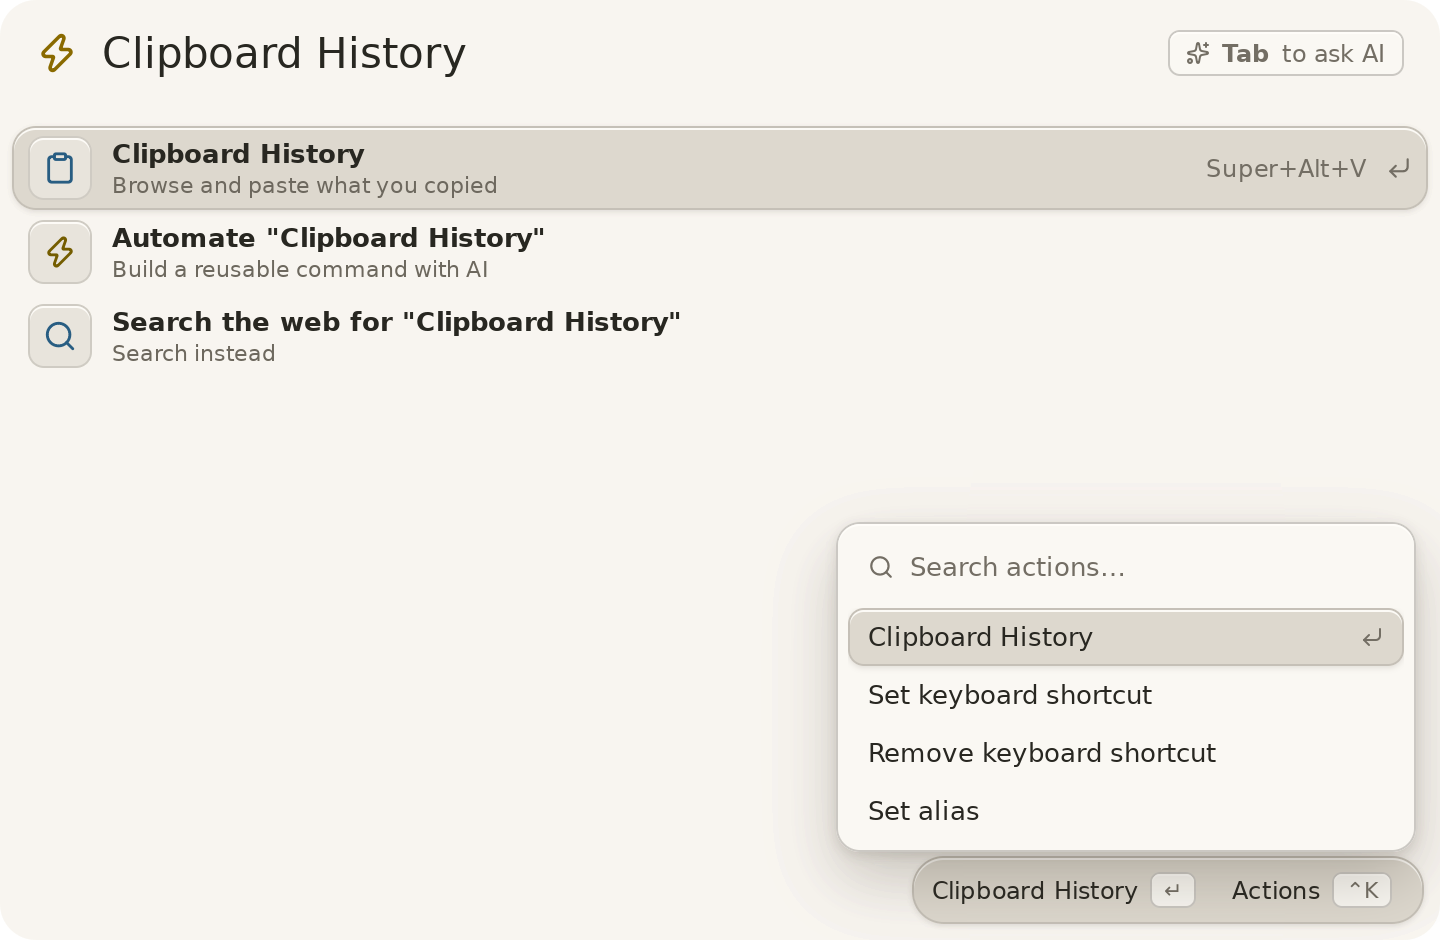 Clipboard History
Tab to ask AI
Clipboard History
Browse and paste what you copied
Super+Alt+V
Automate "Clipboard History"
Build a reusable command with AI
Search the web for "Clipboard History"
Search instead
Search actions...
Clipboard History
Set keyboard shortcut
Remove keyboard shortcut
Set alias
Clipboard History
Actions ^K